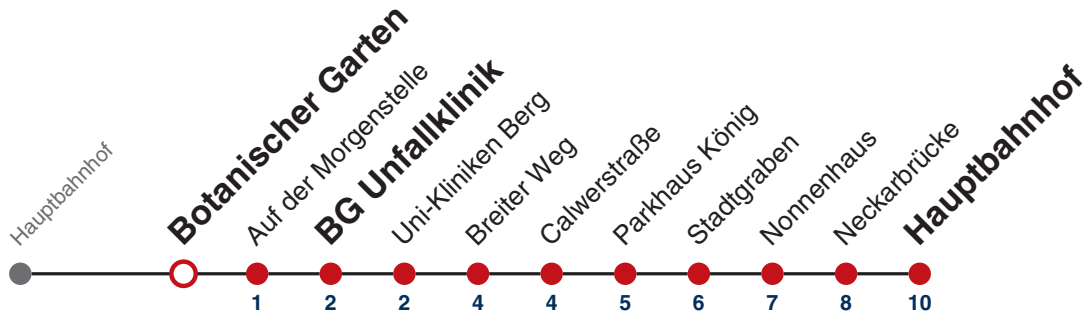 Hauptbahnhof
Botanischer Garten
Auf der Morgenstelle
BG Unfallklinik
Uni-Kliniken Berg
Breiter Weg
Calwerstraße
Parkhaus König
Stadtgraben
Nonnenhaus
Neckarbrücke
Hauptbahnhof
1 2 2 4 4 5 6 7 8 10